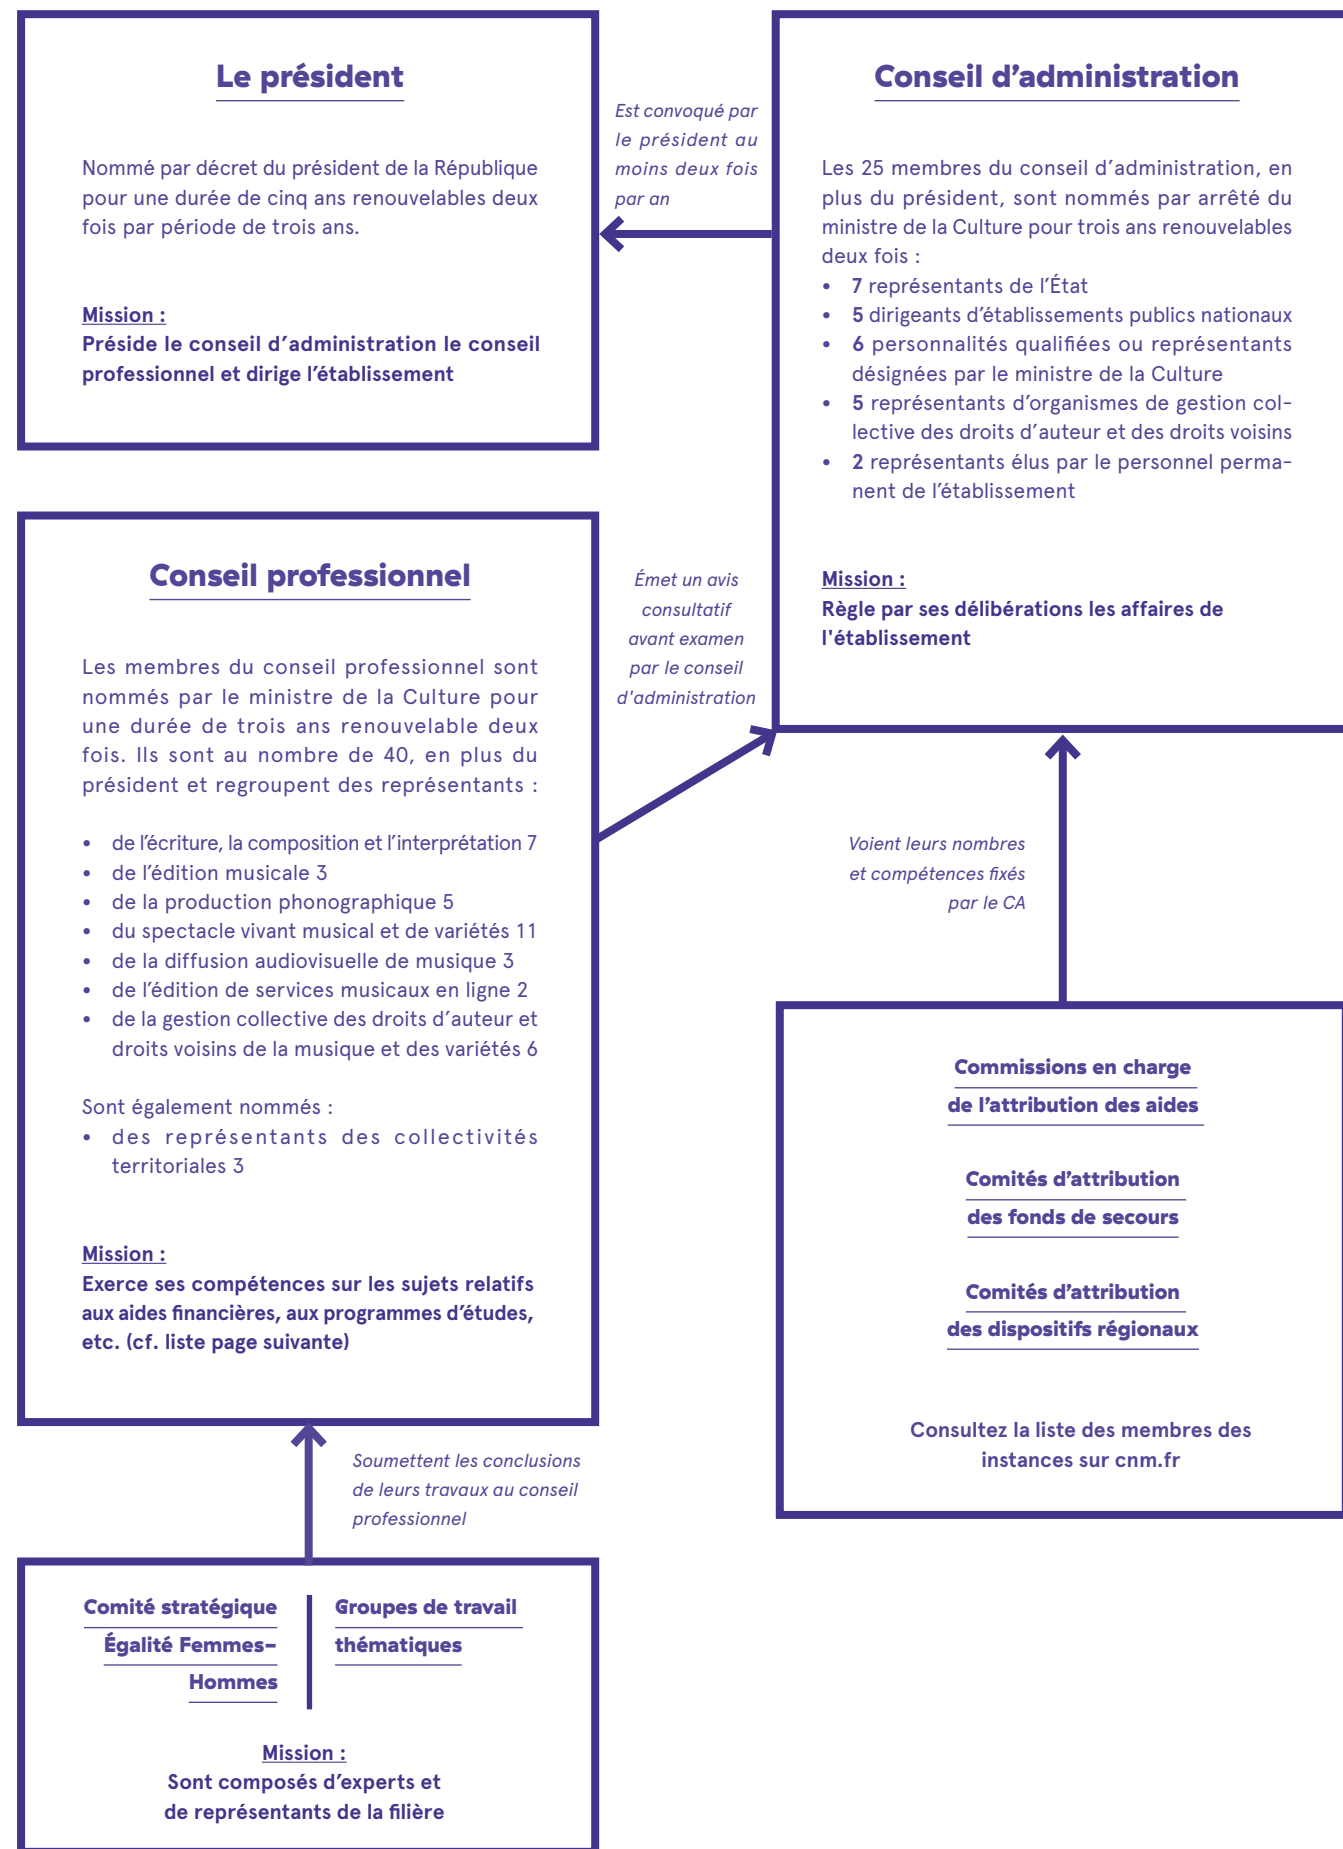 Le président
Nommé par décret du président de la République
pour une durée de cinq ans renouvelables deux
fois par période de trois ans.
Mission :
Préside le conseil d’administration le conseil
professionnel et dirige l’établissement
Est convoqué par
le président au
moins deux fois
par an
Conseil d’administration
Les 25 membres du conseil d’administration, en
plus du président, sont nommés par arrêté du
ministre de la Culture pour trois ans renouvelables
deux fois :
• 7 représentants de l’État
• 5 dirigeants d’établissements publics nationaux
• 6 personnalités qualifiées ou représentants
désignées par le ministre de la Culture
• 5 représentants d’organismes de gestion col-
lective des droits d’auteur et des droits voisins
• 2 représentants élus par le personnel perma-
nent de l’établissement
Mission :
Règle par ses délibérations les affaires de
l'établissement
Conseil professionnel
Les membres du conseil professionnel sont
nommés par le ministre de la Culture pour
une durée de trois ans renouvelable deux
fois. Ils sont au nombre de 40, en plus du
président et regroupent des représentants :
• de l’écriture, la composition et l’interprétation 7
• de l’édition musicale 3
• de la production phonographique 5
• du spectacle vivant musical et de variétés 11
• de la diffusion audiovisuelle de musique 3
• de l’édition de services musicaux en ligne 2
• de la gestion collective des droits d’auteur et
droits voisins de la musique et des variétés 6
Sont également nommés :
• des représentants des collectivités
territoriales 3
Mission :
Exerce ses compétences sur les sujets relatifs
aux aides financières, aux programmes d’études,
etc. (cf. liste page suivante)
Émet un avis
consultatif
avant examen
par le conseil
d'administration
Voient leurs nombres
et compétences fixés
par le CA
Commissions en charge
de l’attribution des aides
Comités d’attribution
des fonds de secours
Comités d’attribution
des dispositifs régionaux
Consultez la liste des membres des
instances sur cnm.fr
Soumettent les conclusions
de leurs travaux au conseil
professionnel
Comité stratégique
Égalité Femmes-
Hommes
Groupes de travail
thématiques
Mission :
Sont composés d’experts et
de représentants de la filière